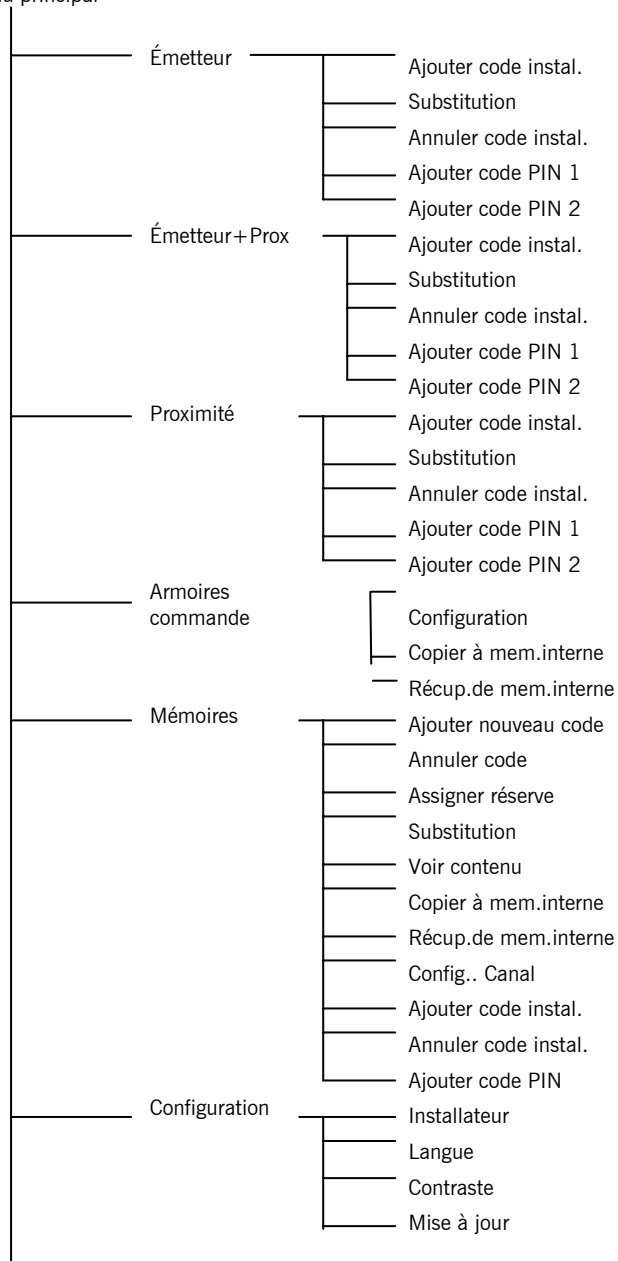 Émetteur
Ajouter code instal.
Substitution
Annuler code instal.
Ajouter code PIN 1
Ajouter code PIN 2
Émetteur+Prox
Ajouter code instal.
Substitution
Annuler code instal.
Ajouter code PIN 1
Ajouter code PIN 2
Proximité
Ajouter code instal.
Substitution
Annuler code instal.
Ajouter code PIN 1
Ajouter code PIN 2
Armoires
commande
Configuration
Copier à mem.interne
Récup.de mem.interne
Mémoires
Ajouter nouveau code
Annuler code
Assigner réserve
Substitution
Voir contenu
Copier à mem.interne
Récup.de mem.interne
Config.. Canal
Ajouter code instal.
Annuler code instal.
Ajouter code PIN
Configuration
Installateur
Langue
Contraste
Mise à jour